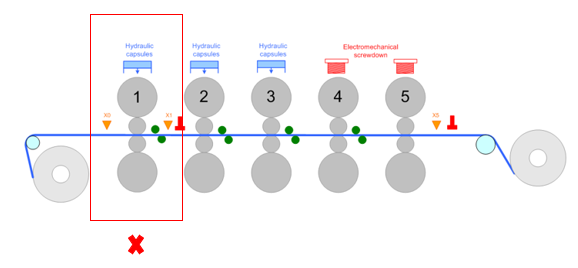 Hydraulic
capsules
Hydraulic
capsules
Hydraulic
capsules
Electromechanical
screwdown
1
2
3
4
5
X0
X1
X5